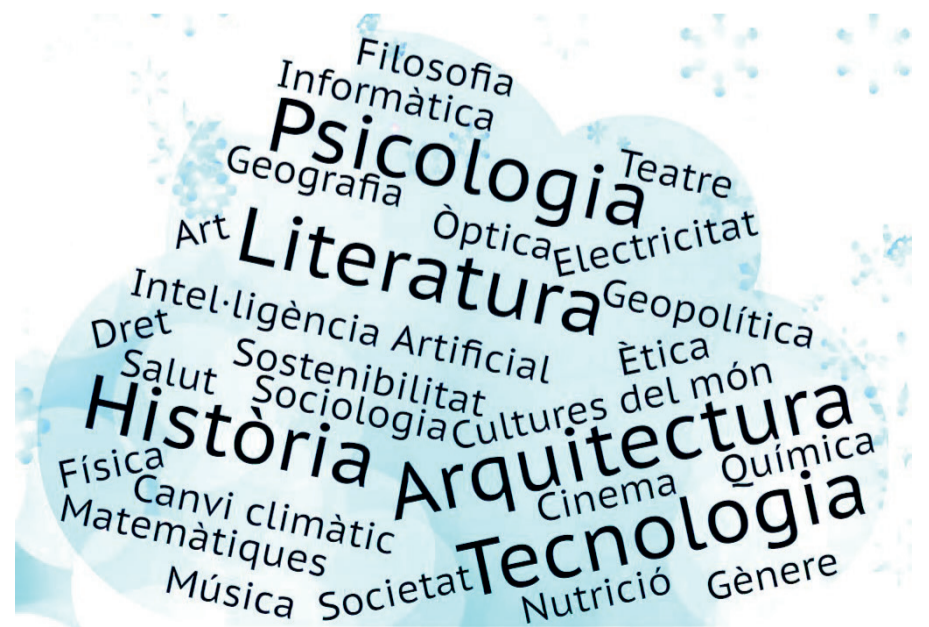 Filosofia
Informàtica
Psicologia
Teatre
Geografia
Òptica
Electricitat
Art
Literatura
Geopolítica
Intel·ligència Artificial
Dret
Ètica
Sostenibilitat
Salut
Sociologia
Cultures del món
Història
Arquitectura
Física
Química
Canvi climàtic
Cinema
Matemàtiques
Tecnologia
Música
Societat
Nutrició
Gènere